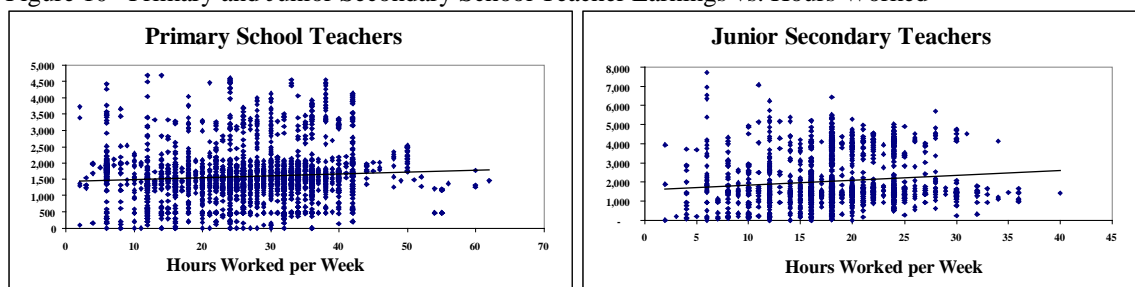 Figure 10 Primary and Junior Secondary School Teacher Earnings vs. Hours Worked
Primary School Teachers
5,000
4,500
4,000
3,500
3,000
2,500
2,000
1,500
1,000
500
0
0 10 20 30 40 50 60 70
Hours Worked per Week
Junior Secondary Teachers
8,000
7,000
6,000
5,000
4,000
3,000
2,000
1,000
-
0 5 10 15 20 25 30 35 40 45
Hours Worked per Week